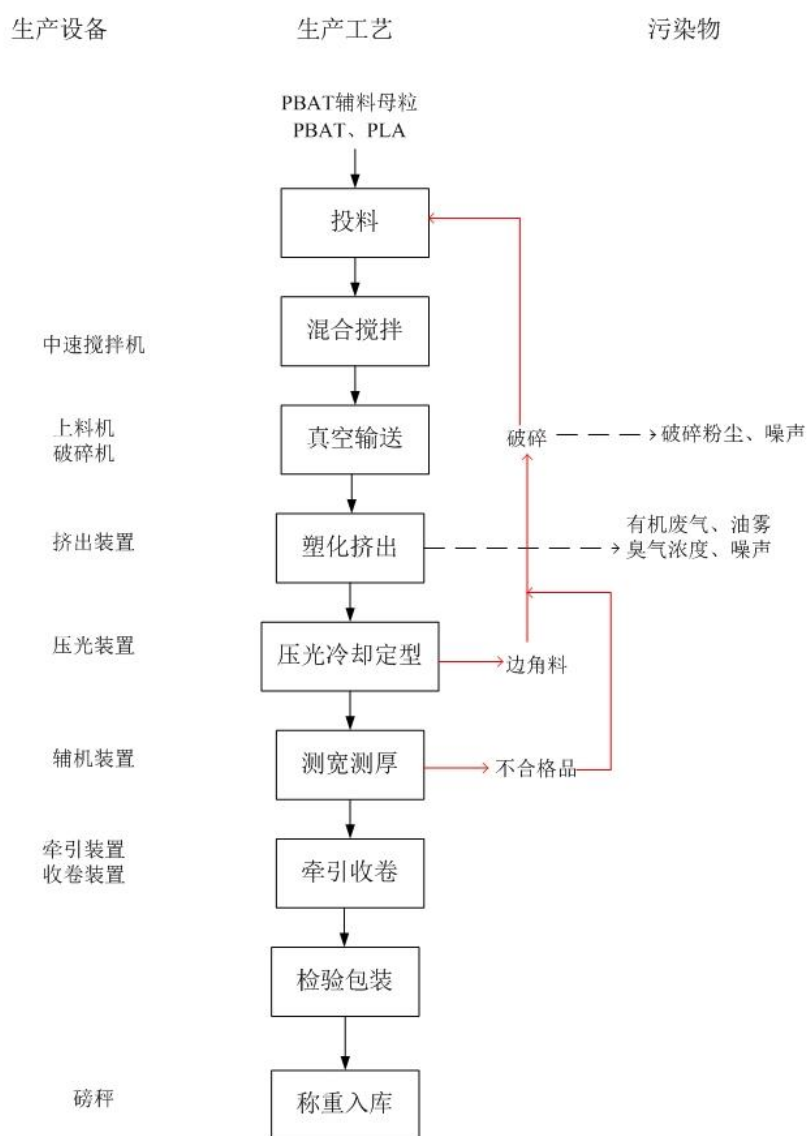 生产设备
生产工艺
污染物
PBAT辅料母粒
PBAT、PLA
投料
混合搅拌
中速搅拌机
上料机
破碎机
真空输送
破碎
破碎粉尘、噪声
挤出装置
塑化挤出
有机废气、油雾
臭气浓度、噪声
压光装置
压光冷却定型
边角料
辅机装置
测宽测厚
不合格品
牵引装置
收卷装置
牵引收卷
检验包装
磅秤
称重入库